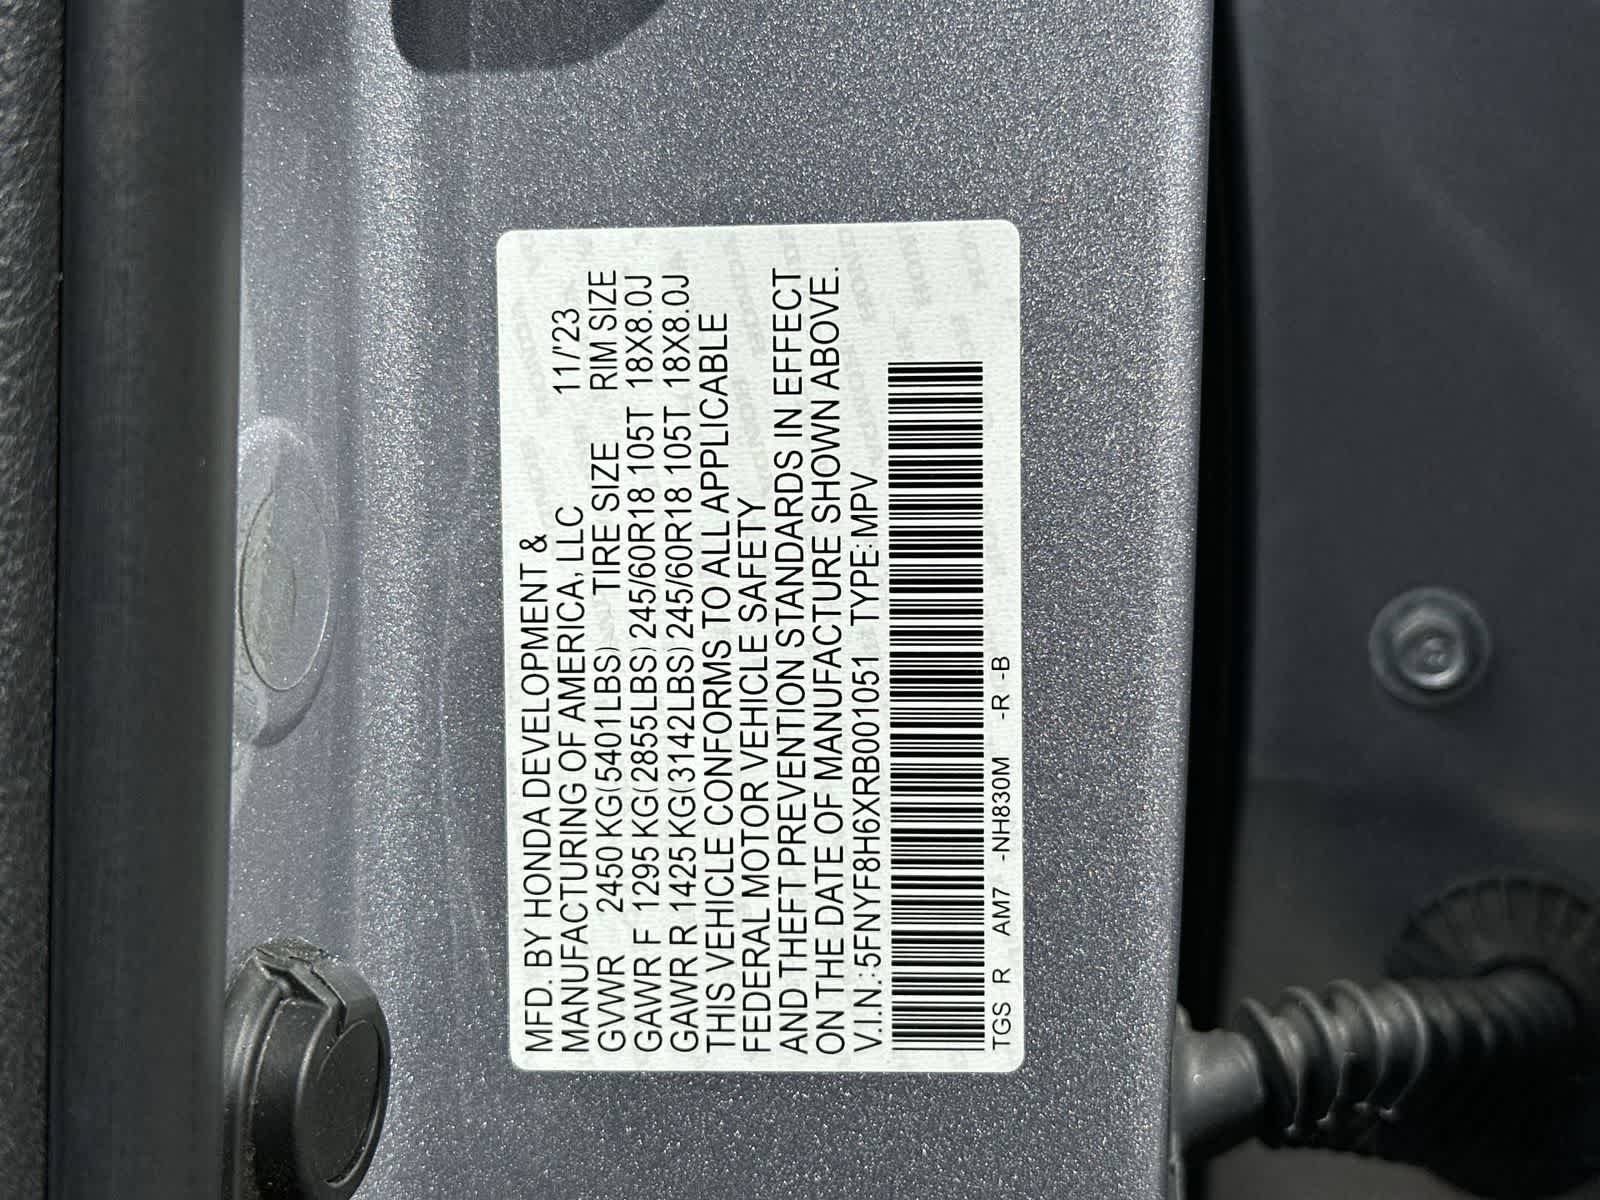 MFD. BY HONDA DEVELOPMENT &
MANUFACTURING OF AMERICA, LLC 11/'23
GVWR 2450 KG(5401LBS) TIRE SIZE RIM SIZE
GAWR F 1295 KG(2855LBS) 245/60R18 105T 18X8.0J
GAWR R 1425 KG(3142LBS) 245/60R18 105T 18X8.0J
THIS VEHICLE CONFORMS TO ALL APPLICABLE
FEDERAL MOTOR VEHICLE SAFETY
AND THEFT PREVENTION STANDARDS IN EFFECT
ON THE DATE OF MANUFACTURE SHOWN ABOVE.
V.I.N.:5FNYF8H6XRB001051 TYPE:MPV
TGS R AM7 -NH830M -R -B